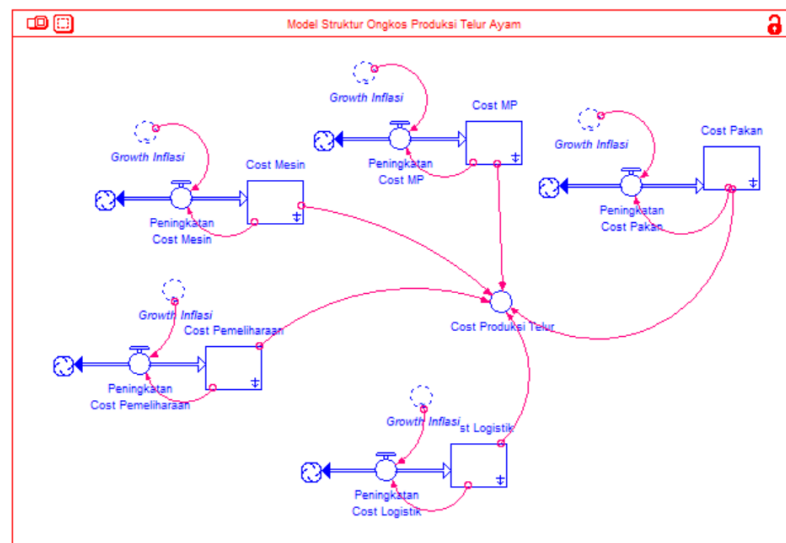 Model Struktur Ongkos Produksi Telur Ayam
Growth Inflasi
Cost MP
Peningkatan
Cost MP
Growth Inflasi
Cost Pakan
Peningkatan
Cost Pakan
Growth Inflasi
Cost Mesin
Peningkatan
Cost Mesin
Growth Inflasi
Cost Pemeliharaan
Peningkatan
Cost Pemeliharaan
Cost Produksi Telur
Growth Inflasi
st Logistik
Peningkatan
Cost Logistik